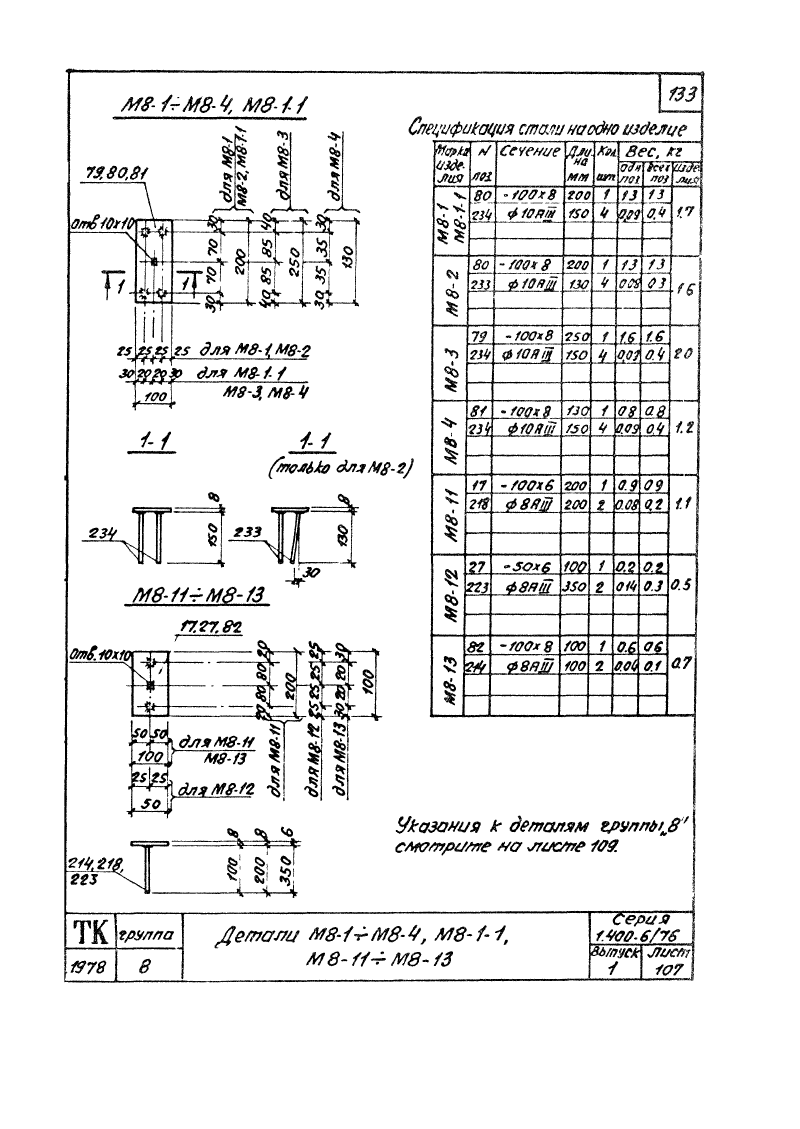 133
М8-1÷М8-4, М8-1.1
Спецификация стали на одно изделие
79,80,81
отв 10х10
для М8-1
М8-2, М8-1.1
для М8-3
для М8-4
30 70 70 30
200
40 85 85 40
250
30 35 35 30
130
1 1
25 25 25 25 для М8-1, М8-2
30 20 20 30 для М8-1.1
М8-3, М8-4
100
1-1
1-1
(только для М8-2)
234
8
150
233
8
130
30
Марка изделия
N поз
Сечение
Длина мм
Кол. шт.
Вес, кг
одн поз
всех поз
изделия
М8-1
М8-1.1
80 -100х8 200 1 1.3 1.3
234 ф10АIII 150 4 0,09 0,4
1.7
М8-2
80 -100х8 200 1 1.3 1.3
233 ф10АIII 130 4 0.08 0.3
1.6
М8-3
79 -100х8 250 1 1.6 1.6
234 ф10АIII 150 4 0,09 0,4
2.0
М8-4
81 -100х8 130 1 0.8 0.8
234 ф10АIII 150 4 0,09 0,4
1.2
М8-11
17 -100х6 200 1 0.9 0.9
218 ф8АIII 200 2 0.08 0,2
1.1
М8-12
27 -50х6 100 1 0.2 0.2
223 ф8АIII 350 2 0.14 0.3
0.5
М8-13
82 -100х8 100 1 0.6 0.6
214 ф8АIII 100 2 0.04 0.1
0.7
М8-11÷М8-13
17,27,82
Отв. 10х10
20 80 80 20
200
25 25 25 25
30 20 20 30
100
для М8-11
для М8-12
для М8-13
50 50
100
для М8-11
М8-13
25 25
50
для М8-12
214,218,
223
8 8 6
100 200 350
Указания к деталям группы „В"
смотрите на листе 109.
ТК
1978
группа
В
Детали М8-1÷М8-4, М8-1-1,
М8-11÷М8-13
Серия
1.400-6/76
Выпуск
1
Лист
107